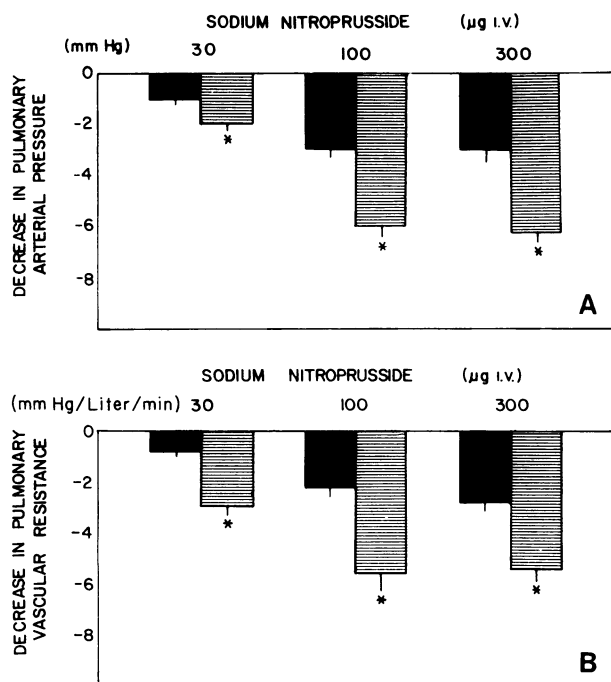 SODIUM NITROPRUSSIDE (µg I.V.)
(mm Hg) 30 100 300
0
-2
-4
-6
-8
DECREASE IN PULMONARY
ARTERIAL PRESSURE
* * *
A
SODIUM NITROPRUSSIDE (µg I.V.)
(mm Hg/Liter/min) 30 100 300
0
-2
-4
-6
-8
DECREASE IN PULMONARY
VASCULAR RESISTANCE
* * *
B